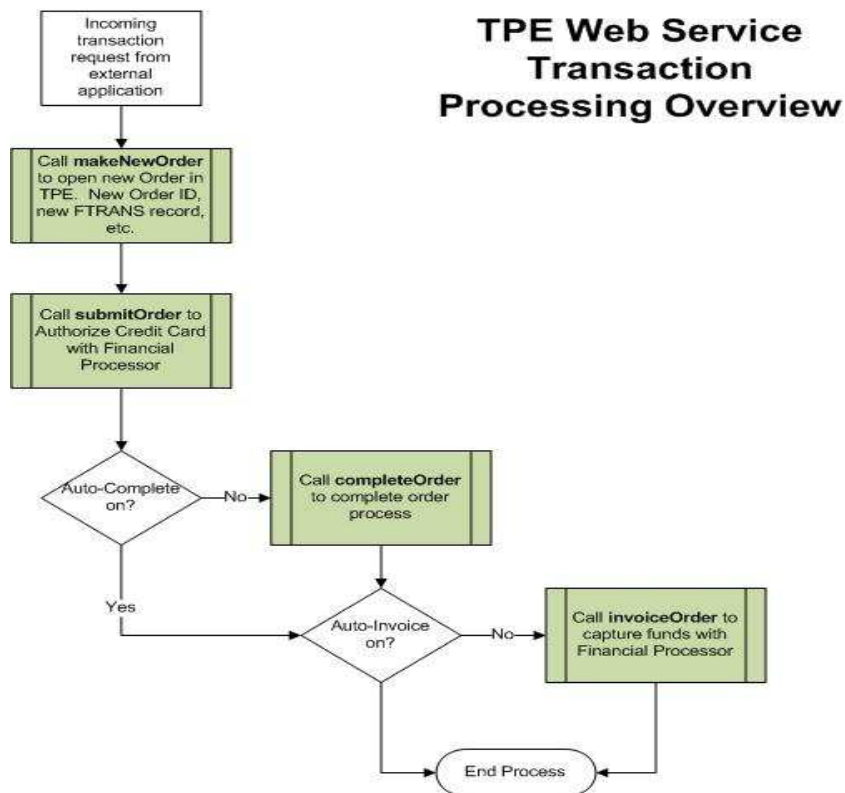 TPE Web Service
Transaction
Processing Overview
Incoming
transaction
request from
external
application
Call makeNewOrder
to open new Order in
TPE. New Order ID,
new FTRANS record,
etc.
Call submitOrder to
Authorize Credit Card
with Financial
Processor
Auto-Complete
on?
No
Call completeOrder
to complete order
process
Yes
Auto-Invoice
on?
No
Call invoiceOrder to
capture funds with
Financial Processor
End Process